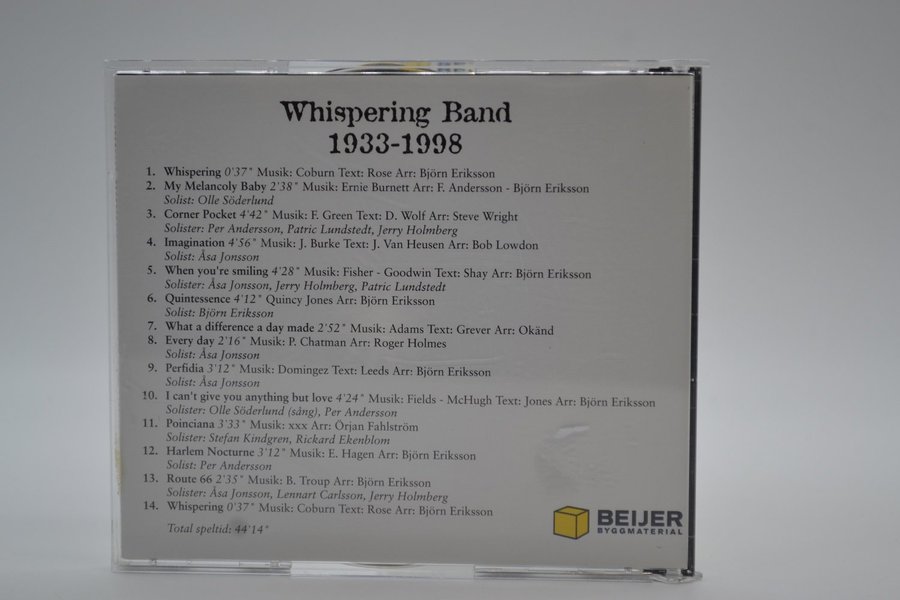 Whispering Band
1933-1998
1. Whispering 0'37" Musik: Coburn Text: Rose Arr: Björn Eriksson
2. My Melancoly Baby 2'38" Musik: Ernie Burnett Arr: F. Andersson - Björn Eriksson
Solist: Olle Söderlund
3. Corner Pocket 4'42" Musik: F. Green Text: D. Wolf Arr: Steve Wright
Solister: Per Andersson, Patric Lundstedt, Jerry Holmberg
4. Imagination 4'56" Musik: J. Burke Text: J. Van Heusen Arr: Bob Lowdon
Solist: Åsa Jonsson
5. When you're smiling 4'28" Musik: Fisher - Goodwin Text: Shay Arr: Björn Eriksson
Solister: Åsa Jonsson, Jerry Holmberg, Patric Lundstedt
6. Quintessence 4'12" Quincy Jones Arr: Björn Eriksson
Solist: Björn Eriksson
7. What a difference a day made 2'52" Musik: Adams Text: Grever Arr: Okänd
8. Every day 2'16" Musik: P. Chatman Arr: Roger Holmes
Solist: Åsa Jonsson
9. Perfidia 3'12" Musik: Domingez Text: Leeds Arr: Björn Eriksson
Solist: Åsa Jonsson
10. I can't give you anything but love 4'24" Musik: Fields - McHugh Text: Jones Arr: Björn Eriksson
Solister: Olle Söderlund (sång), Per Andersson
11. Poinciana 3'33" Musik: xxx Arr: Örjan Fahlström
Solister: Stefan Kindgren, Rickard Ekenblom
12. Harlem Nocturne 3'12" Musik: E. Hagen Arr: Björn Eriksson
Solist: Per Andersson
13. Route 66 2'35" Musik: B. Troup Arr: Björn Eriksson
Solister: Åsa Jonsson, Lennart Carlsson, Jerry Holmberg
14. Whispering 0'37" Musik: Coburn Text: Rose Arr: Björn Eriksson
Total speltid: 44'14"
BEIJER
BYGGMATERIAL